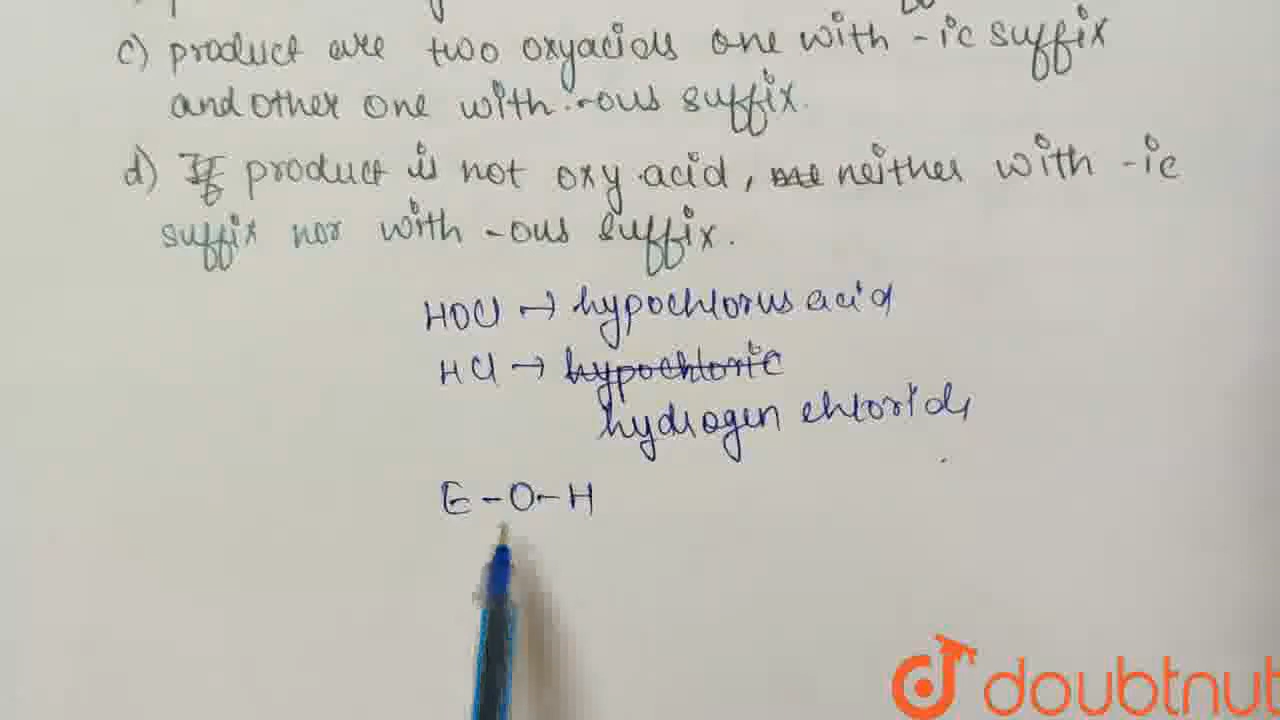 c) product are two oxyacids one with -ic suffix
and other one with -ous suffix.
d) If product is not oxy acid, neither with -ic
suffix nor with -ous suffix.
HOCl → hypochlorus acid
HCl → hypochloric
hydrogen chloride
E-O-H
doubtnut